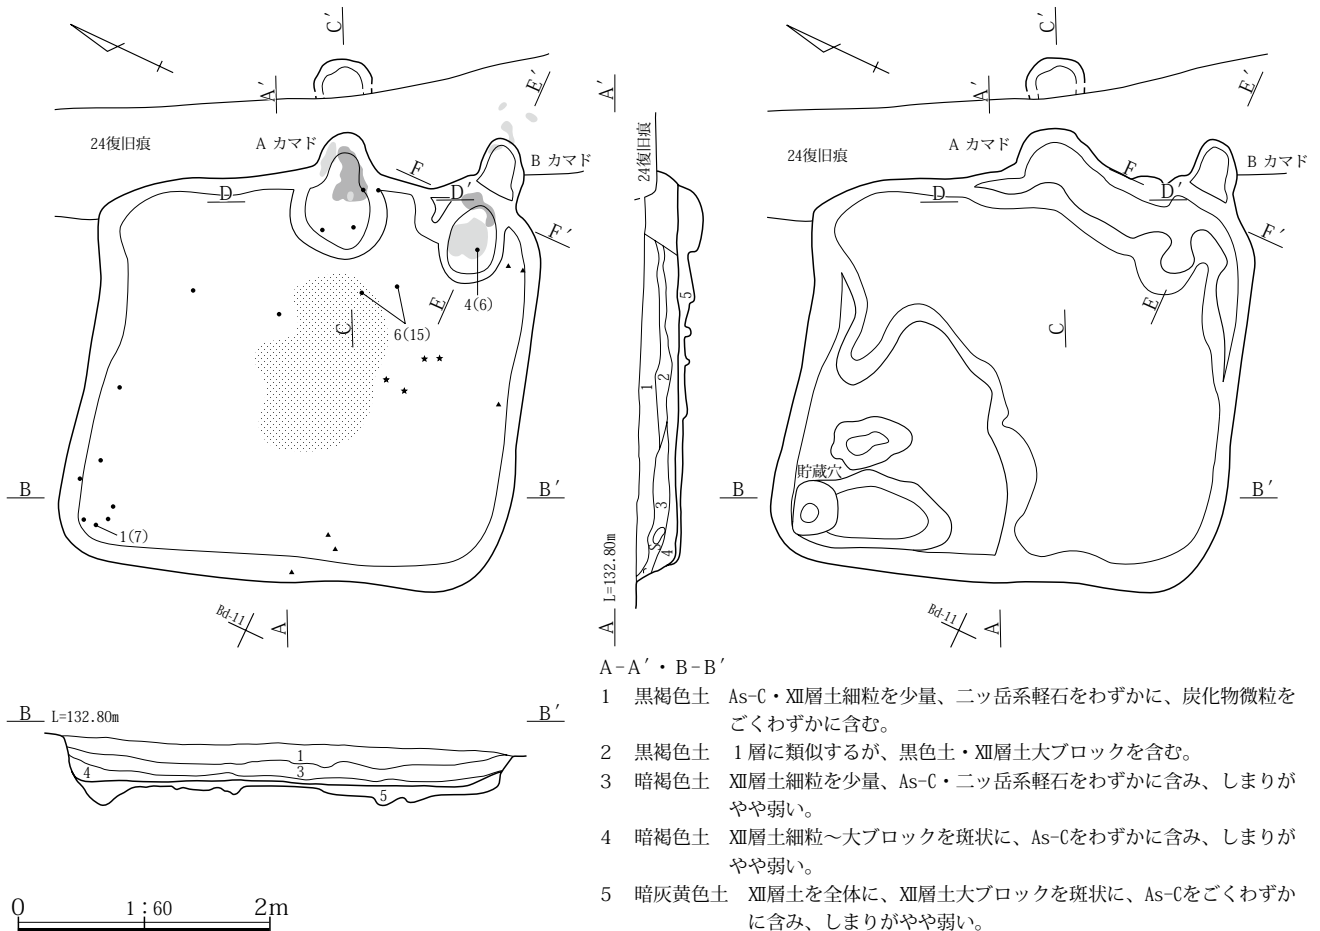 C′
A′
E′
24復旧痕
A カマド
B カマド
F
D
D′
F′
E
4(6)
C
6(15)
B
B′
1(7)
Bd-11
A
A′
24復旧痕
5
1
2
3
S
4
L=132.80m
A
C′
A′
E′
24復旧痕
A カマド
B カマド
F
D
D′
F′
E
C
貯蔵穴
B
B′
Bd-11
A
B
L=132.80m
B′
1
3
4
5
0
1:60
2m
A-A′・B-B′
1 黒褐色土 As-C・Ⅻ層土細粒を少量、二ッ岳系軽石をわずかに、炭化物微粒を
ごくわずかに含む。
2 黒褐色土 1層に類似するが、黒色土・Ⅻ層土大ブロックを含む。
3 暗褐色土 Ⅻ層土細粒を少量、As-C・二ッ岳系軽石をわずかに含み、しまりが
やや弱い。
4 暗褐色土 Ⅻ層土細粒～大ブロックを斑状に、As-Cをわずかに含み、しまりが
やや弱い。
5 暗灰黄色土 Ⅻ層土を全体に、Ⅻ層土大ブロックを斑状に、As-Cをごくわずか
に含み、しまりがやや弱い。